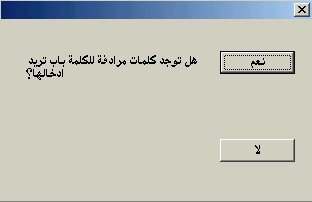 هل توجد كلمات مرادفة للكلمة باب تريد
ادخالها؟
نعم
لا